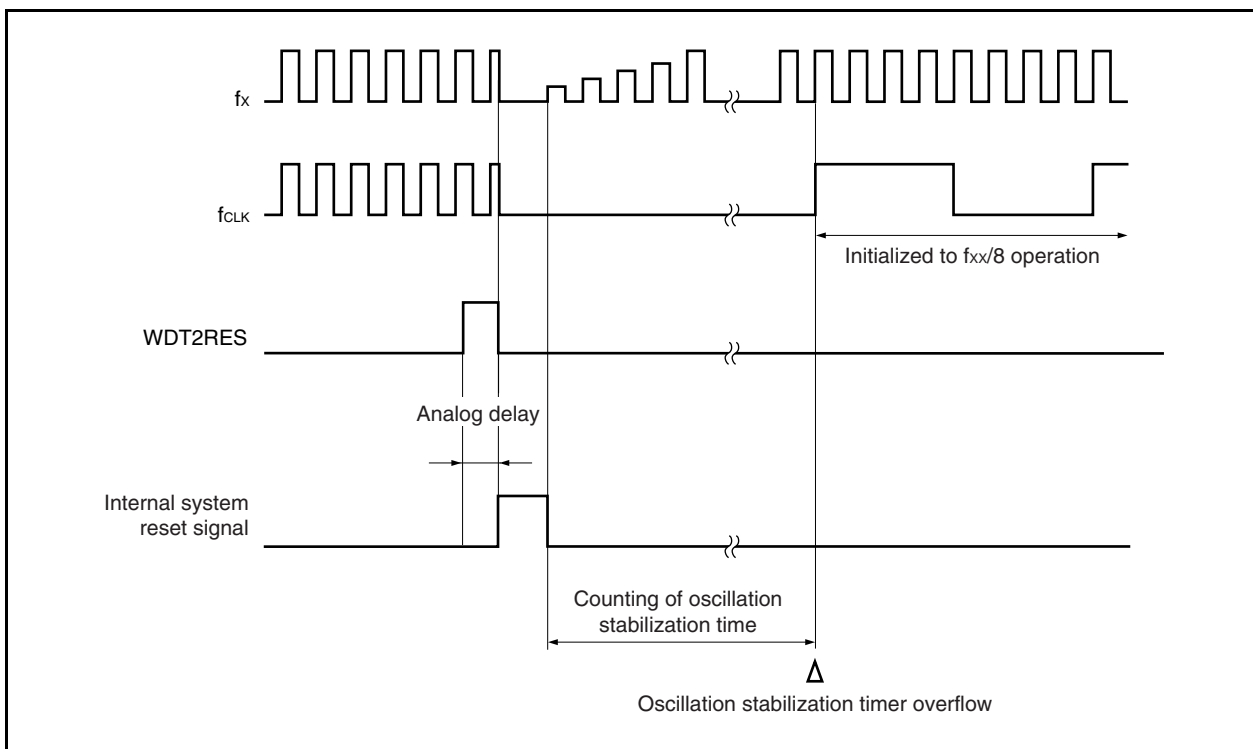 fX
fCLK
Initialized to fXX/8 operation
WDT2RES
Analog delay
Internal system
reset signal
Counting of oscillation
stabilization time
Oscillation stabilization timer overflow